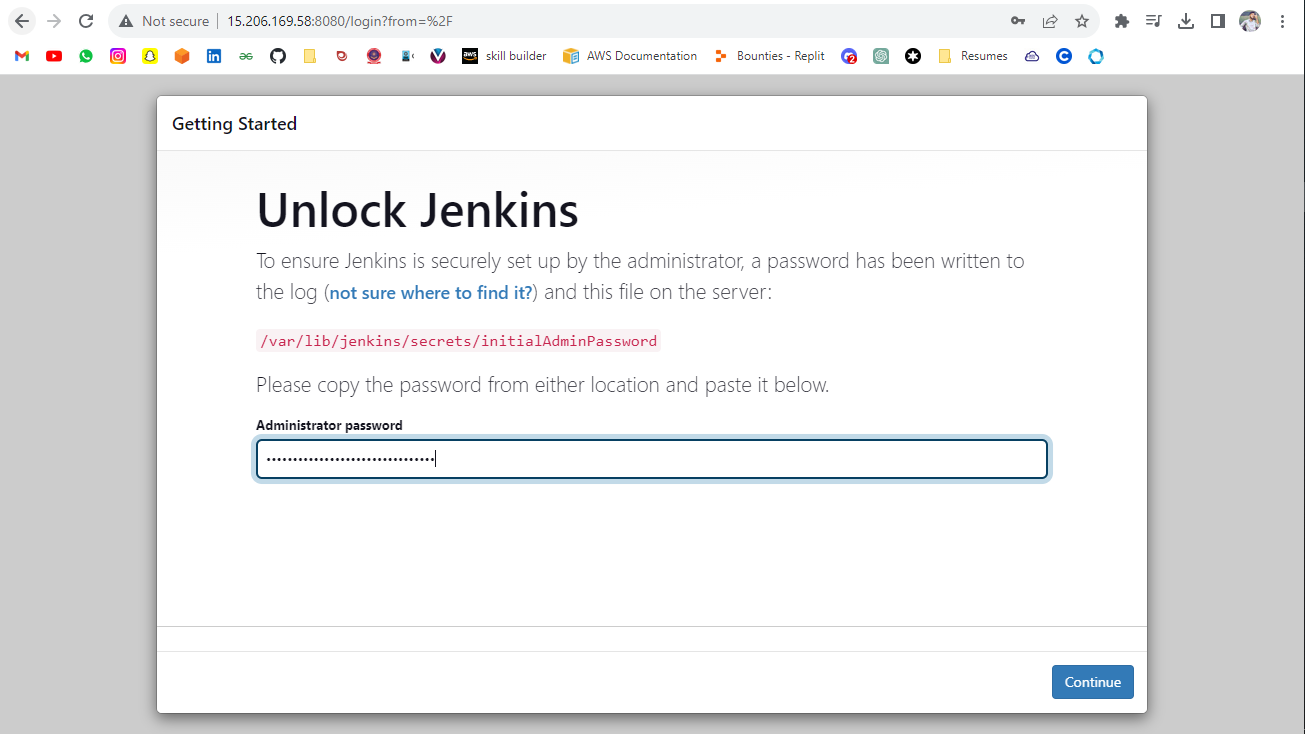 Not secure 15.206.169.58:8080/login?from=%2F
aws skill builder AWS Documentation Bounties - Replit 2 Resumes
Getting Started
Unlock Jenkins
To ensure Jenkins is securely set up by the administrator, a password has been written to
the log (not sure where to find it?) and this file on the server:
/var/lib/jenkins/secrets/initialAdminPassword
Please copy the password from either location and paste it below.
Administrator password
••••••••••••••••••••••••••••••••
Continue